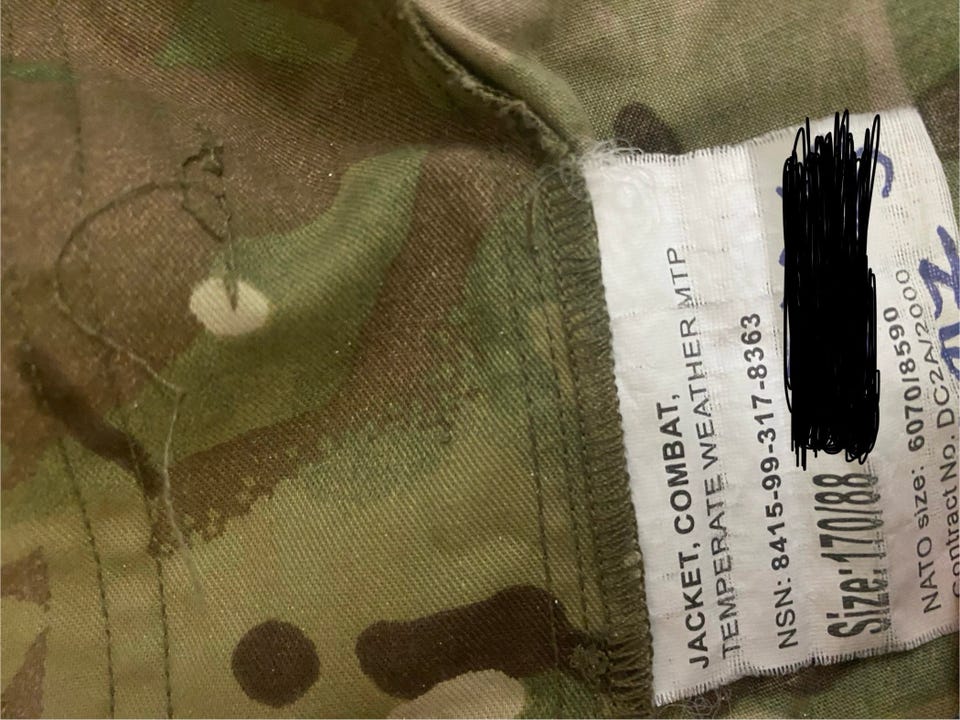 JACKET, COMBAT,
TEMPERATE WEATHER MTP
NSN: 8415-99-317-8363
Size: 170/88
NATO size: 6070/8590
Contract No. DC2A/2000